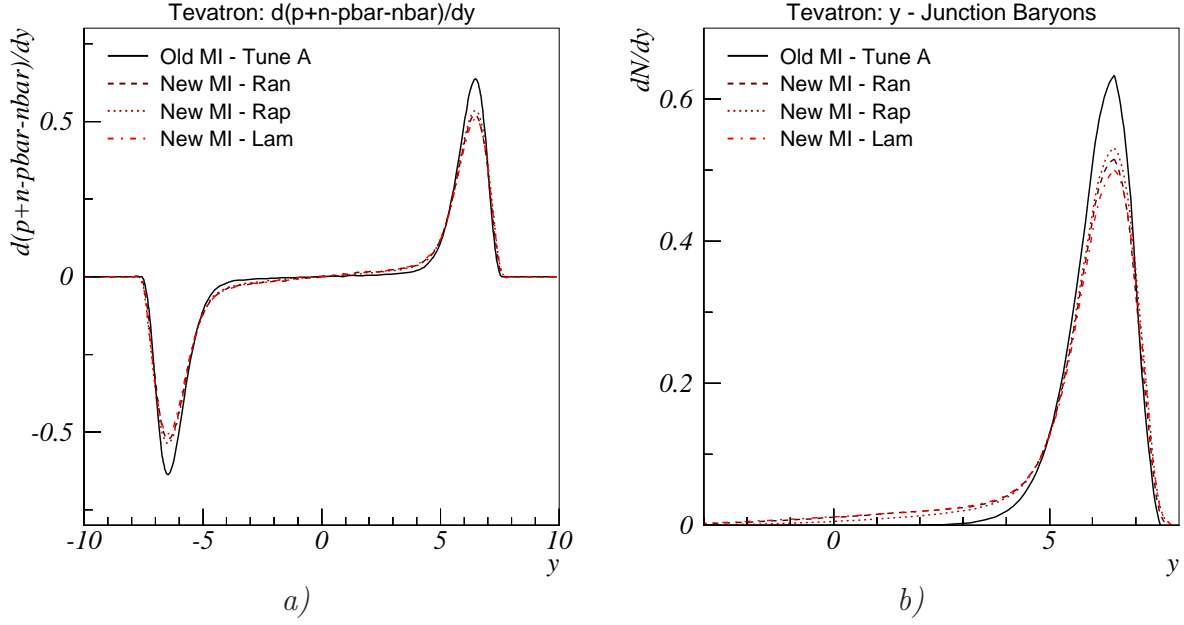 Tevatron: d(p+n-pbar-nbar)/dy
d(p+n-pbar-nbar)/dy
Old MI - Tune A
New MI - Ran
New MI - Rap
New MI - Lam
0.5
0
-0.5
-10
-5
0
5
10
y
a)
Tevatron: y - Junction Baryons
dN/dy
Old MI - Tune A
New MI - Ran
New MI - Rap
New MI - Lam
0.6
0.4
0.2
0
0
5
y
b)